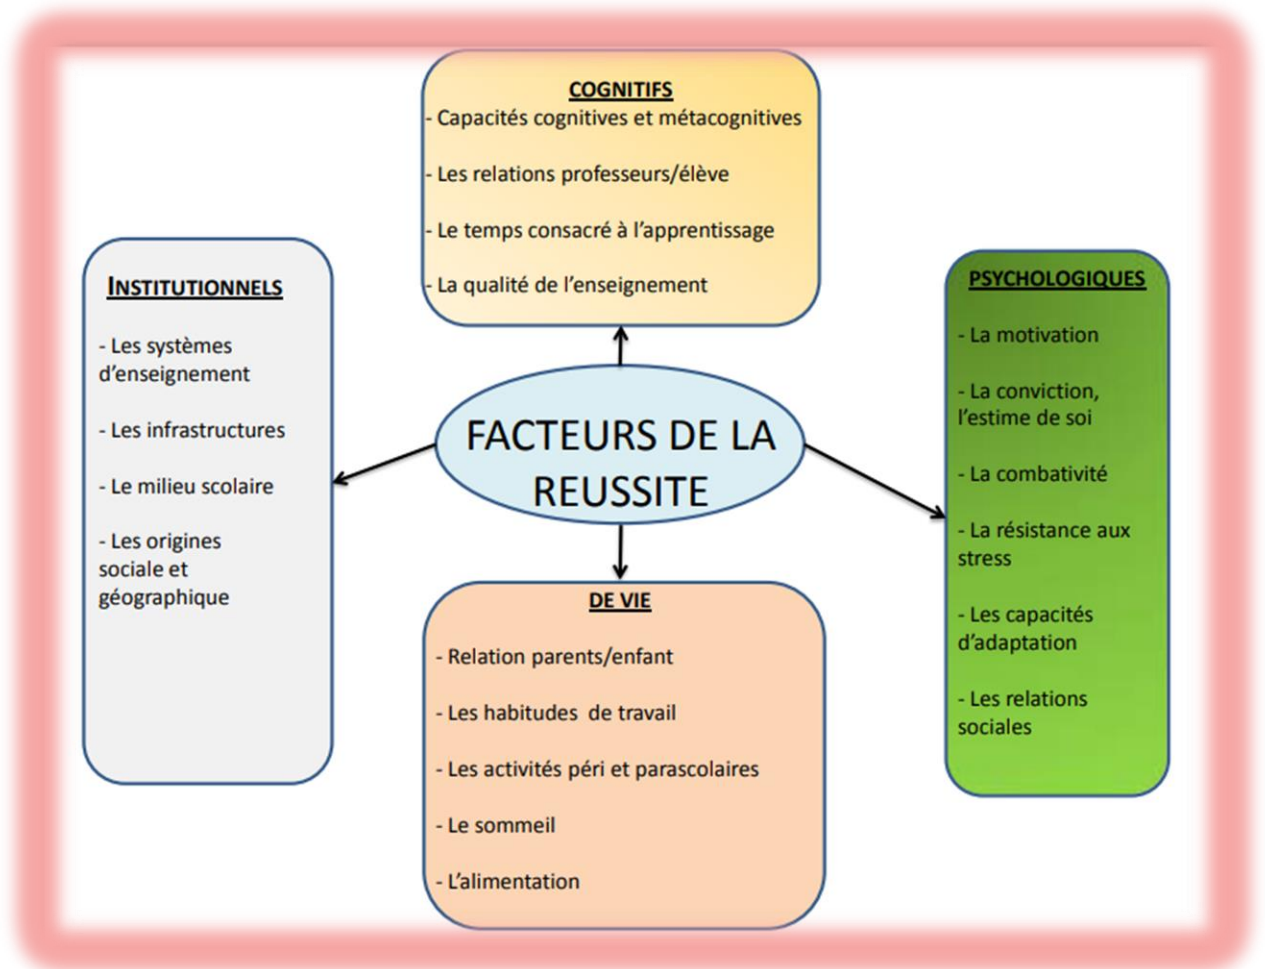 COGNITIFS
- Capacités cognitives et métacognitives
- Les relations professeurs/élève
- Le temps consacré à l’apprentissage
- La qualité de l’enseignement
INSTITUTIONNELS
- Les systèmes
d’enseignement
- Les infrastructures
- Le milieu scolaire
- Les origines
sociale et
géographique
FACTEURS DE LA
REUSSITE
PSYCHOLOGIQUES
- La motivation
- La conviction,
l’estime de soi
- La combativité
- La résistance aux
stress
- Les capacités
d’adaptation
- Les relations
sociales
DE VIE
- Relation parents/enfant
- Les habitudes de travail
- Les activités péri et parascolaires
- Le sommeil
- L’alimentation